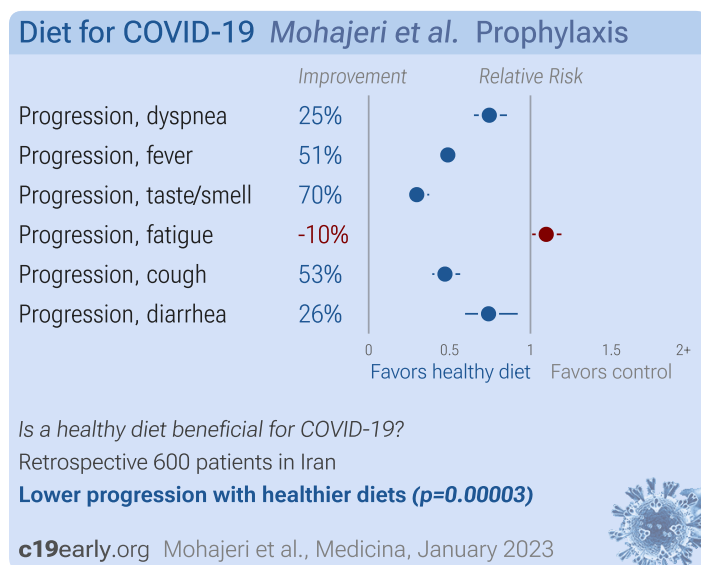 Diet for COVID-19 Mohajeri et al. Prophylaxis
Improvement Relative Risk
Progression, dyspnea 25%
Progression, fever 51%
Progression, taste/smell 70%
Progression, fatigue -10%
Progression, cough 53%
Progression, diarrhea 26%
0 0.5 1 1.5 2+
Favors healthy diet Favors control
Is a healthy diet beneficial for COVID-19?
Retrospective 600 patients in Iran
Lower progression with healthier diets (p=0.00003)
c19early.org Mohajeri et al., Medicina, January 2023